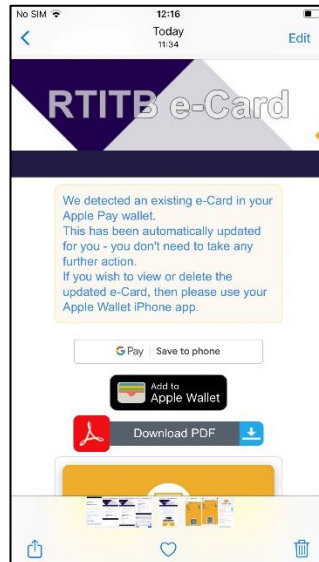 No SIM 12:16
Today
11:34
Edit
RTITB e-Card
We detected an existing e-Card in your
Apple Pay wallet.
This has been automatically updated
for you - you don't need to take any
further action.
If you wish to view or delete the
updated e-Card, then please use your
Apple Wallet iPhone app.
G Pay Save to phone
Add to
Apple Wallet
Download PDF